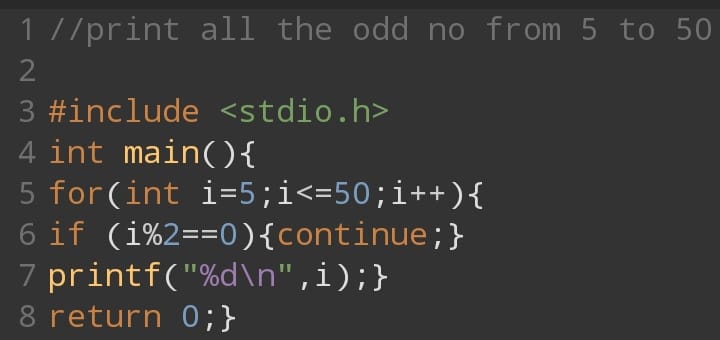 1 //print all the odd no from 5 to 50
2
3 #include <stdio.h>
4 int main(){
5 for(int i=5;i<=50;i++){
6 if (i%2==0){continue;}
7 printf("%d\n",i);}
8 return 0;}